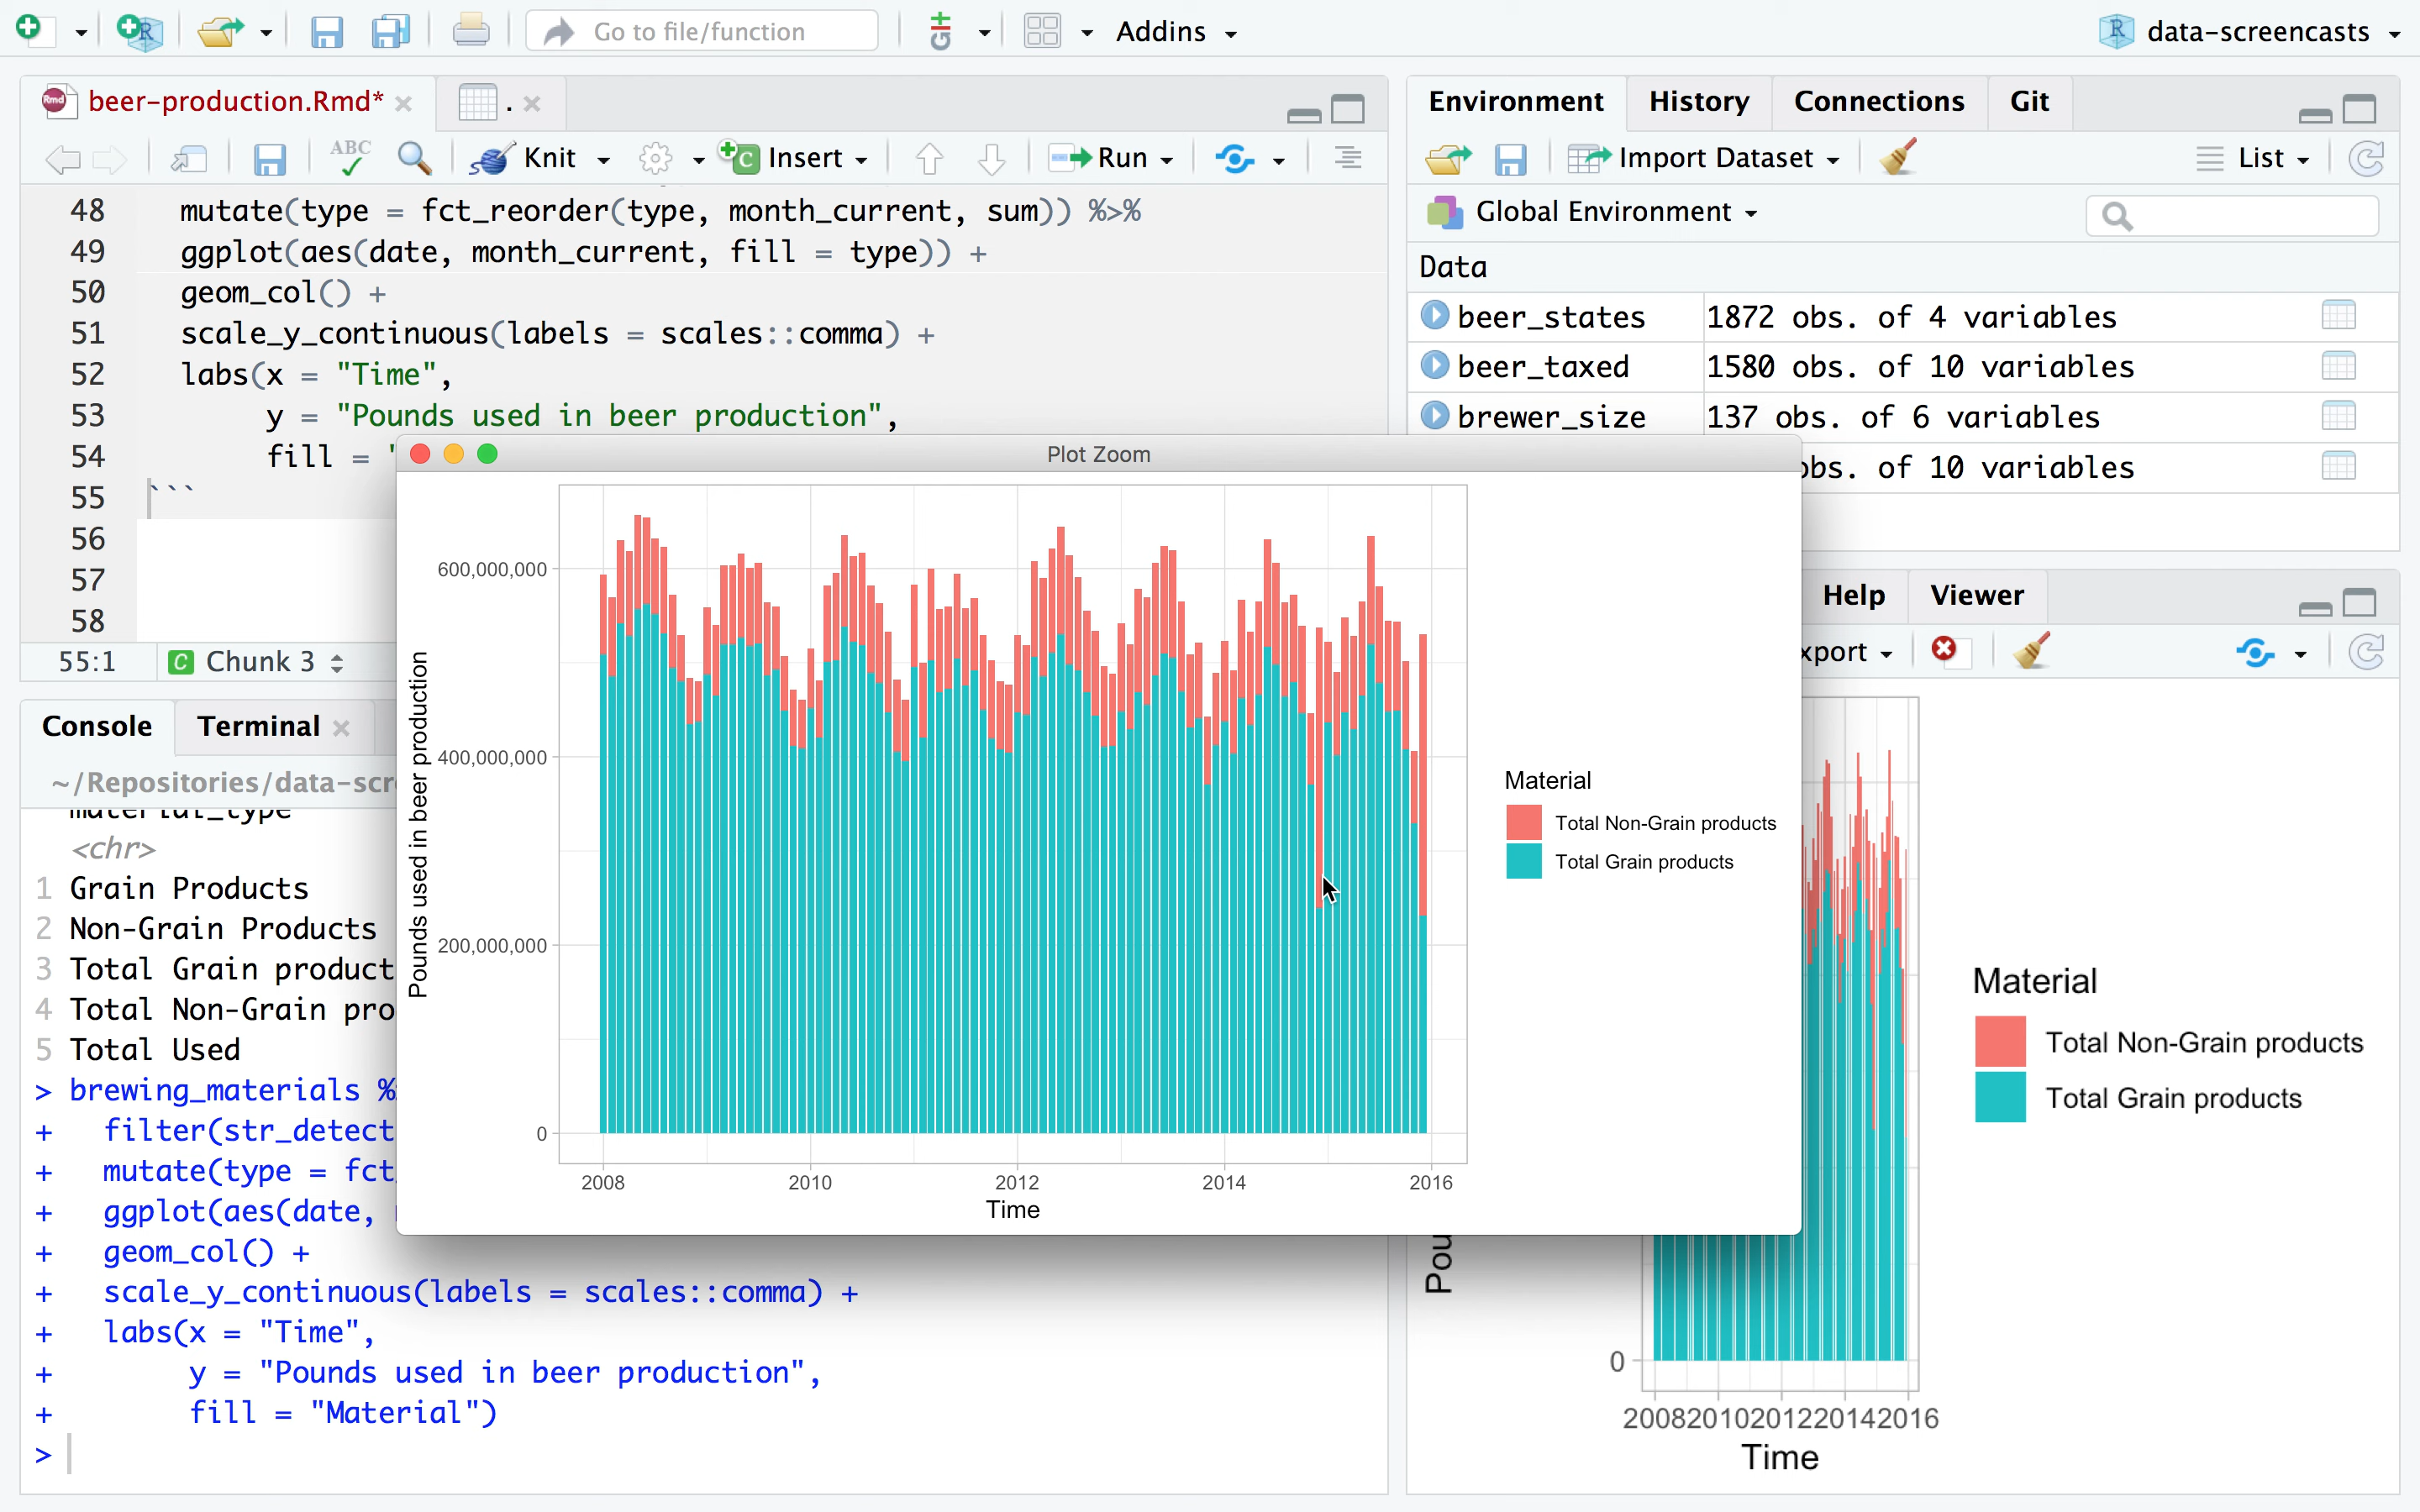 Go to file/function
Addins
data-screencasts
beer-production.Rmd*
.
Environment
History
Connections
Git
ABC
Knit
Insert
Run
Import Dataset
List
Global Environment
48 mutate(type = fct_reorder(type, month_current, sum)) %>%
49 ggplot(aes(date, month_current, fill = type)) +
50 geom_col() +
51 scale_y_continuous(labels = scales::comma) +
52 labs(x = "Time",
53 y = "Pounds used in beer production",
54 fill = "
55 ```
56
57
58
55:1
Chunk 3
Data
beer_states 1872 obs. of 4 variables
beer_taxed 1580 obs. of 10 variables
brewer_size 137 obs. of 6 variables
obs. of 10 variables
Help
Viewer
xport
Console
Terminal
~/Repositories/data-scr
material_type
<chr>
1 Grain Products
2 Non-Grain Products
3 Total Grain product
4 Total Non-Grain pro
5 Total Used
> brewing_materials %
+ filter(str_detect
+ mutate(type = fct
+ ggplot(aes(date,
+ geom_col() +
+ scale_y_continuous(labels = scales::comma) +
+ labs(x = "Time",
+ y = "Pounds used in beer production",
+ fill = "Material")
>
Plot Zoom
Pounds used in beer production
600,000,000
400,000,000
200,000,000
0
2008
2010
2012
2014
2016
Time
Material
Total Non-Grain products
Total Grain products
Material
Total Non-Grain products
Total Grain products
Pou
0
2008
2010
2012
2014
2016
Time